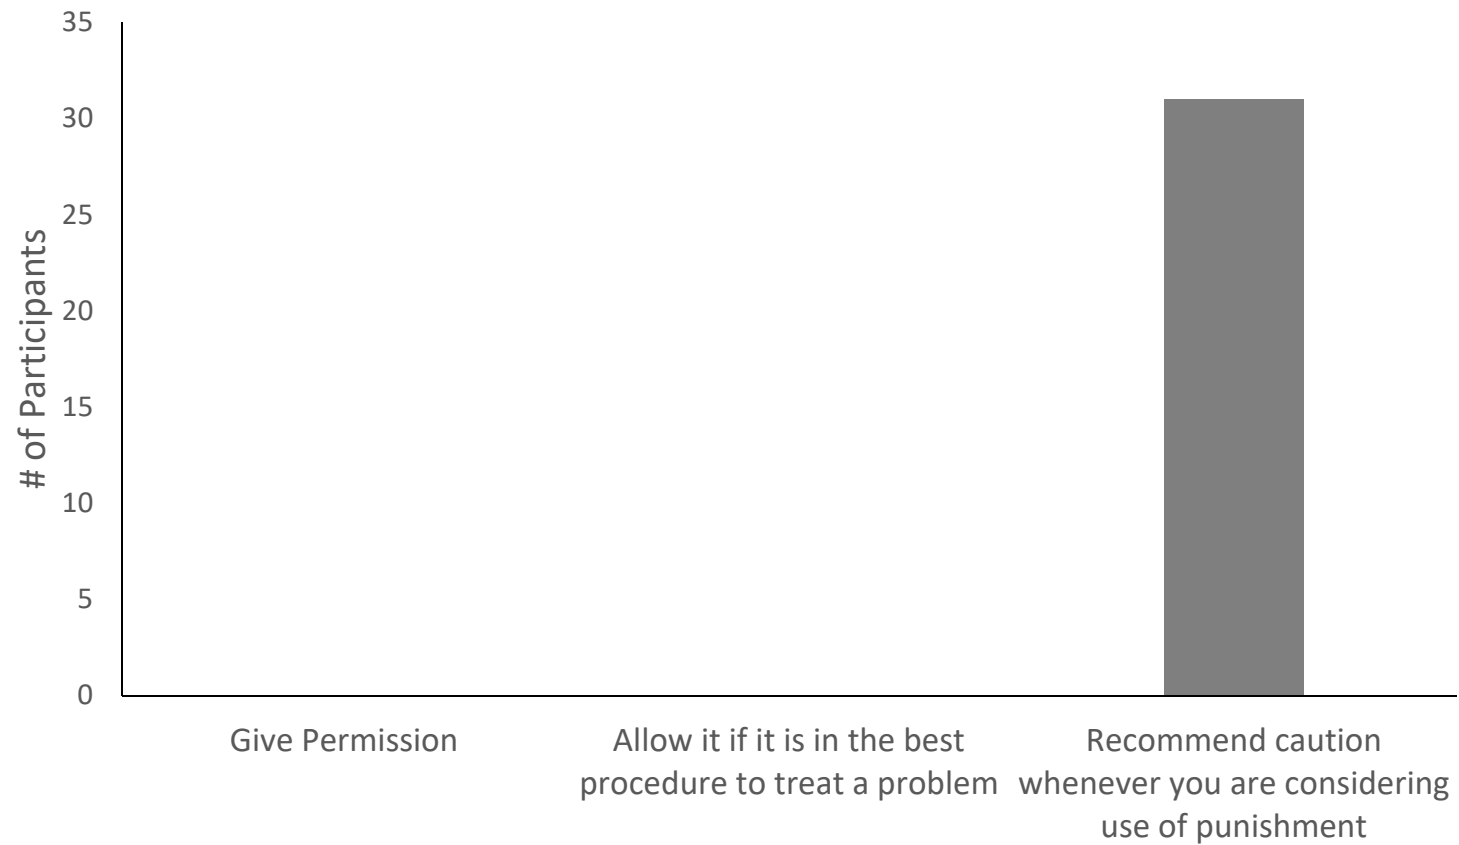 35
30
25
20
15
10
5
0
# of Participants
Give Permission
Allow it if it is in the best
procedure to treat a problem
Recommend caution
whenever you are considering
use of punishment